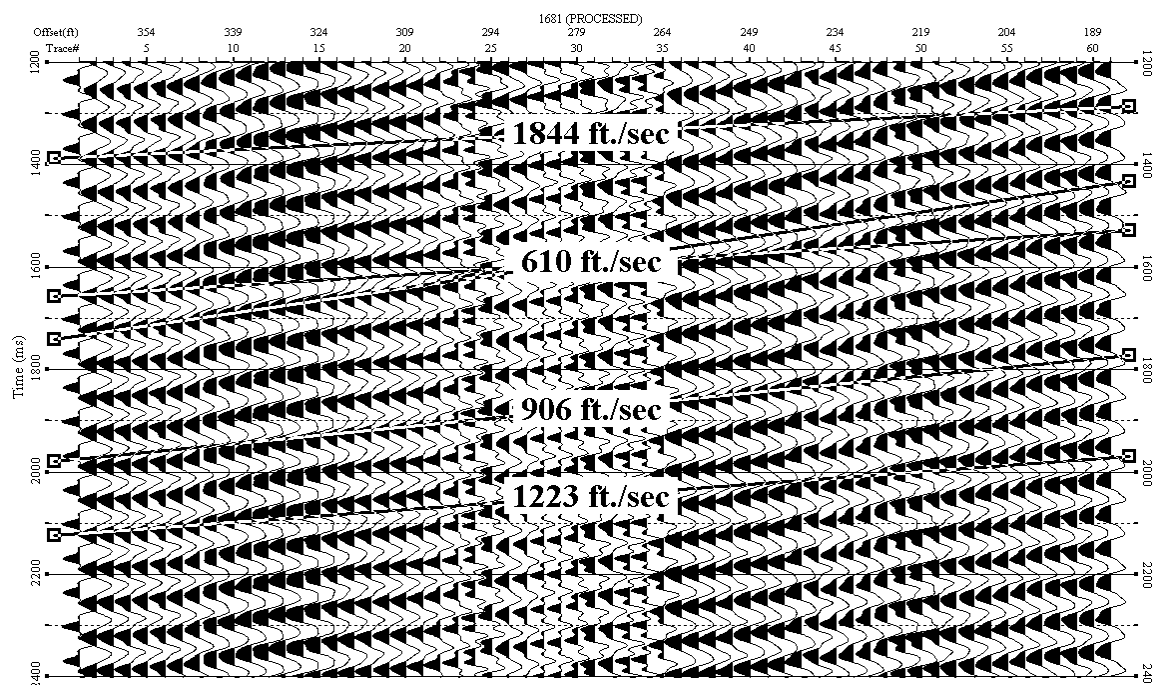 1681 (PROCESSED)
Offset(ft) 354 339 324 309 294 279 264 249 234 219 204 189
Trace# 5 10 15 20 25 30 35 40 45 50 55 60
1200 1200
1844 ft./sec
1400 1400
610 ft./sec
1600 1600
Time (ms)
1800 1800
906 ft./sec
2000 2000
1223 ft./sec
2200 2200
2400 240